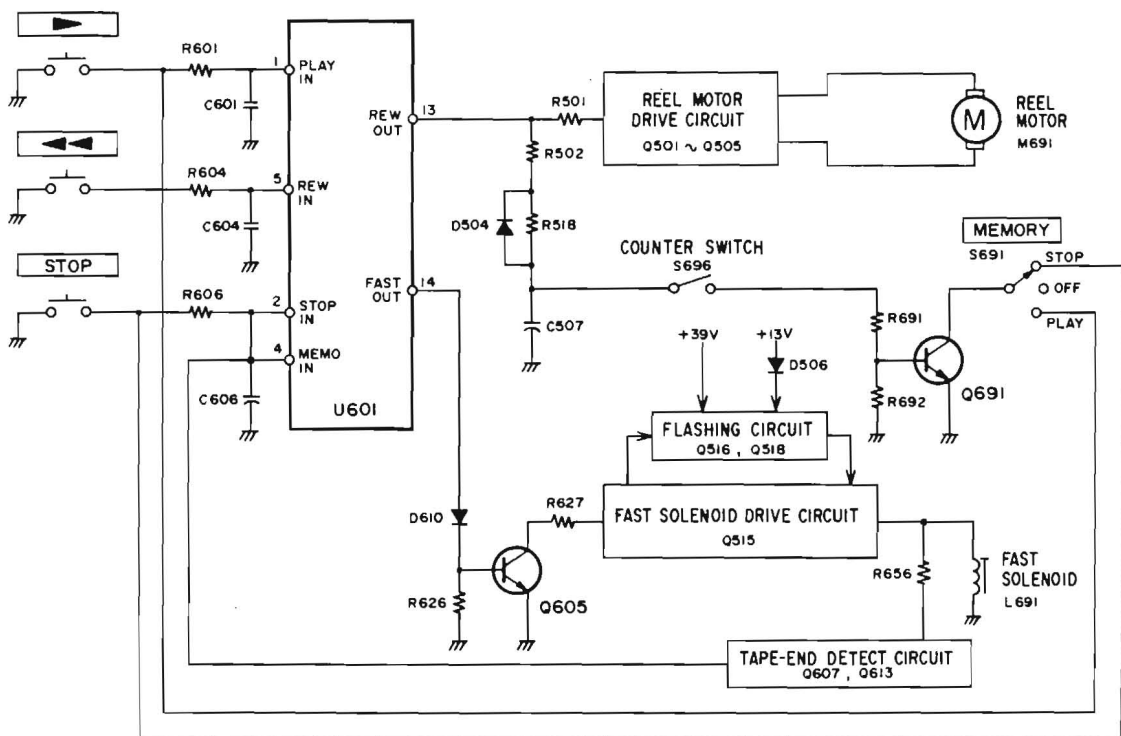 R601
1
PLAY
IN
C601
R604
5
REW
IN
C604
STOP
R606
2
STOP
IN
4
MEMO
IN
C606
U601
REW
OUT
13
FAST
OUT
14
R501
REEL MOTOR
DRIVE CIRCUIT
Q501 ~ Q505
M
REEL
MOTOR
M691
R502
D504
R518
C507
COUNTER SWITCH
S696
MEMORY
S691
STOP
OFF
PLAY
R691
R692
Q691
+39V
+13V
D506
FLASHING CIRCUIT
Q516 , Q518
D610
R627
FAST SOLENOID DRIVE CIRCUIT
Q515
R626
Q605
R656
FAST
SOLENOID
L691
TAPE-END DETECT CIRCUIT
Q607 , Q613